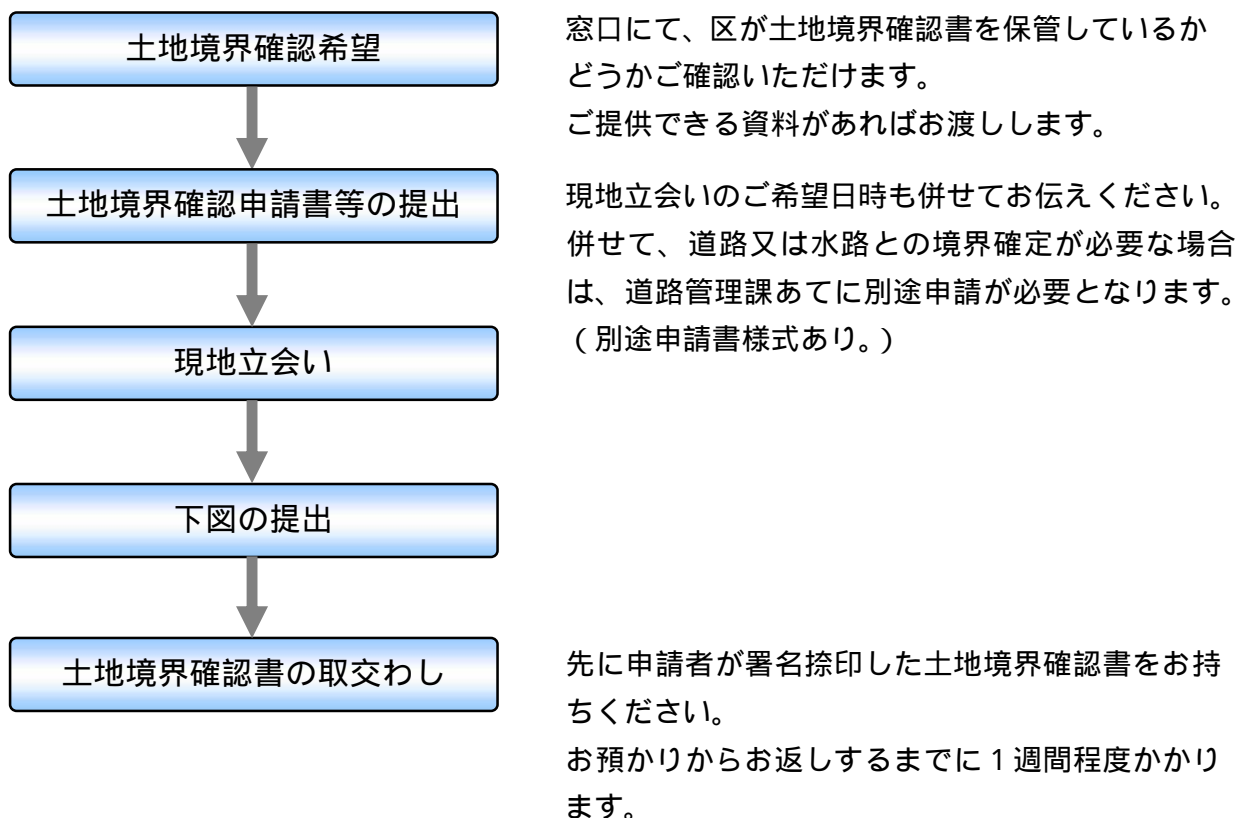 土地境界確認希望
窓口にて、区が土地境界確認書を保管しているか
どうかご確認いただけます。
ご提供できる資料があればお渡しします。
土地境界確認申請書等の提出
現地立会いのご希望日時も併せてお伝えください。
併せて、道路又は水路との境界確定が必要な場合
は、道路管理課あてに別途申請が必要となります。
(別途申請書様式あり。)
現地立会い
下図の提出
土地境界確認書の取交わし
先に申請者が署名捺印した土地境界確認書をお持
ちください。
お預かりからお返しするまでに1週間程度かかり
ます。